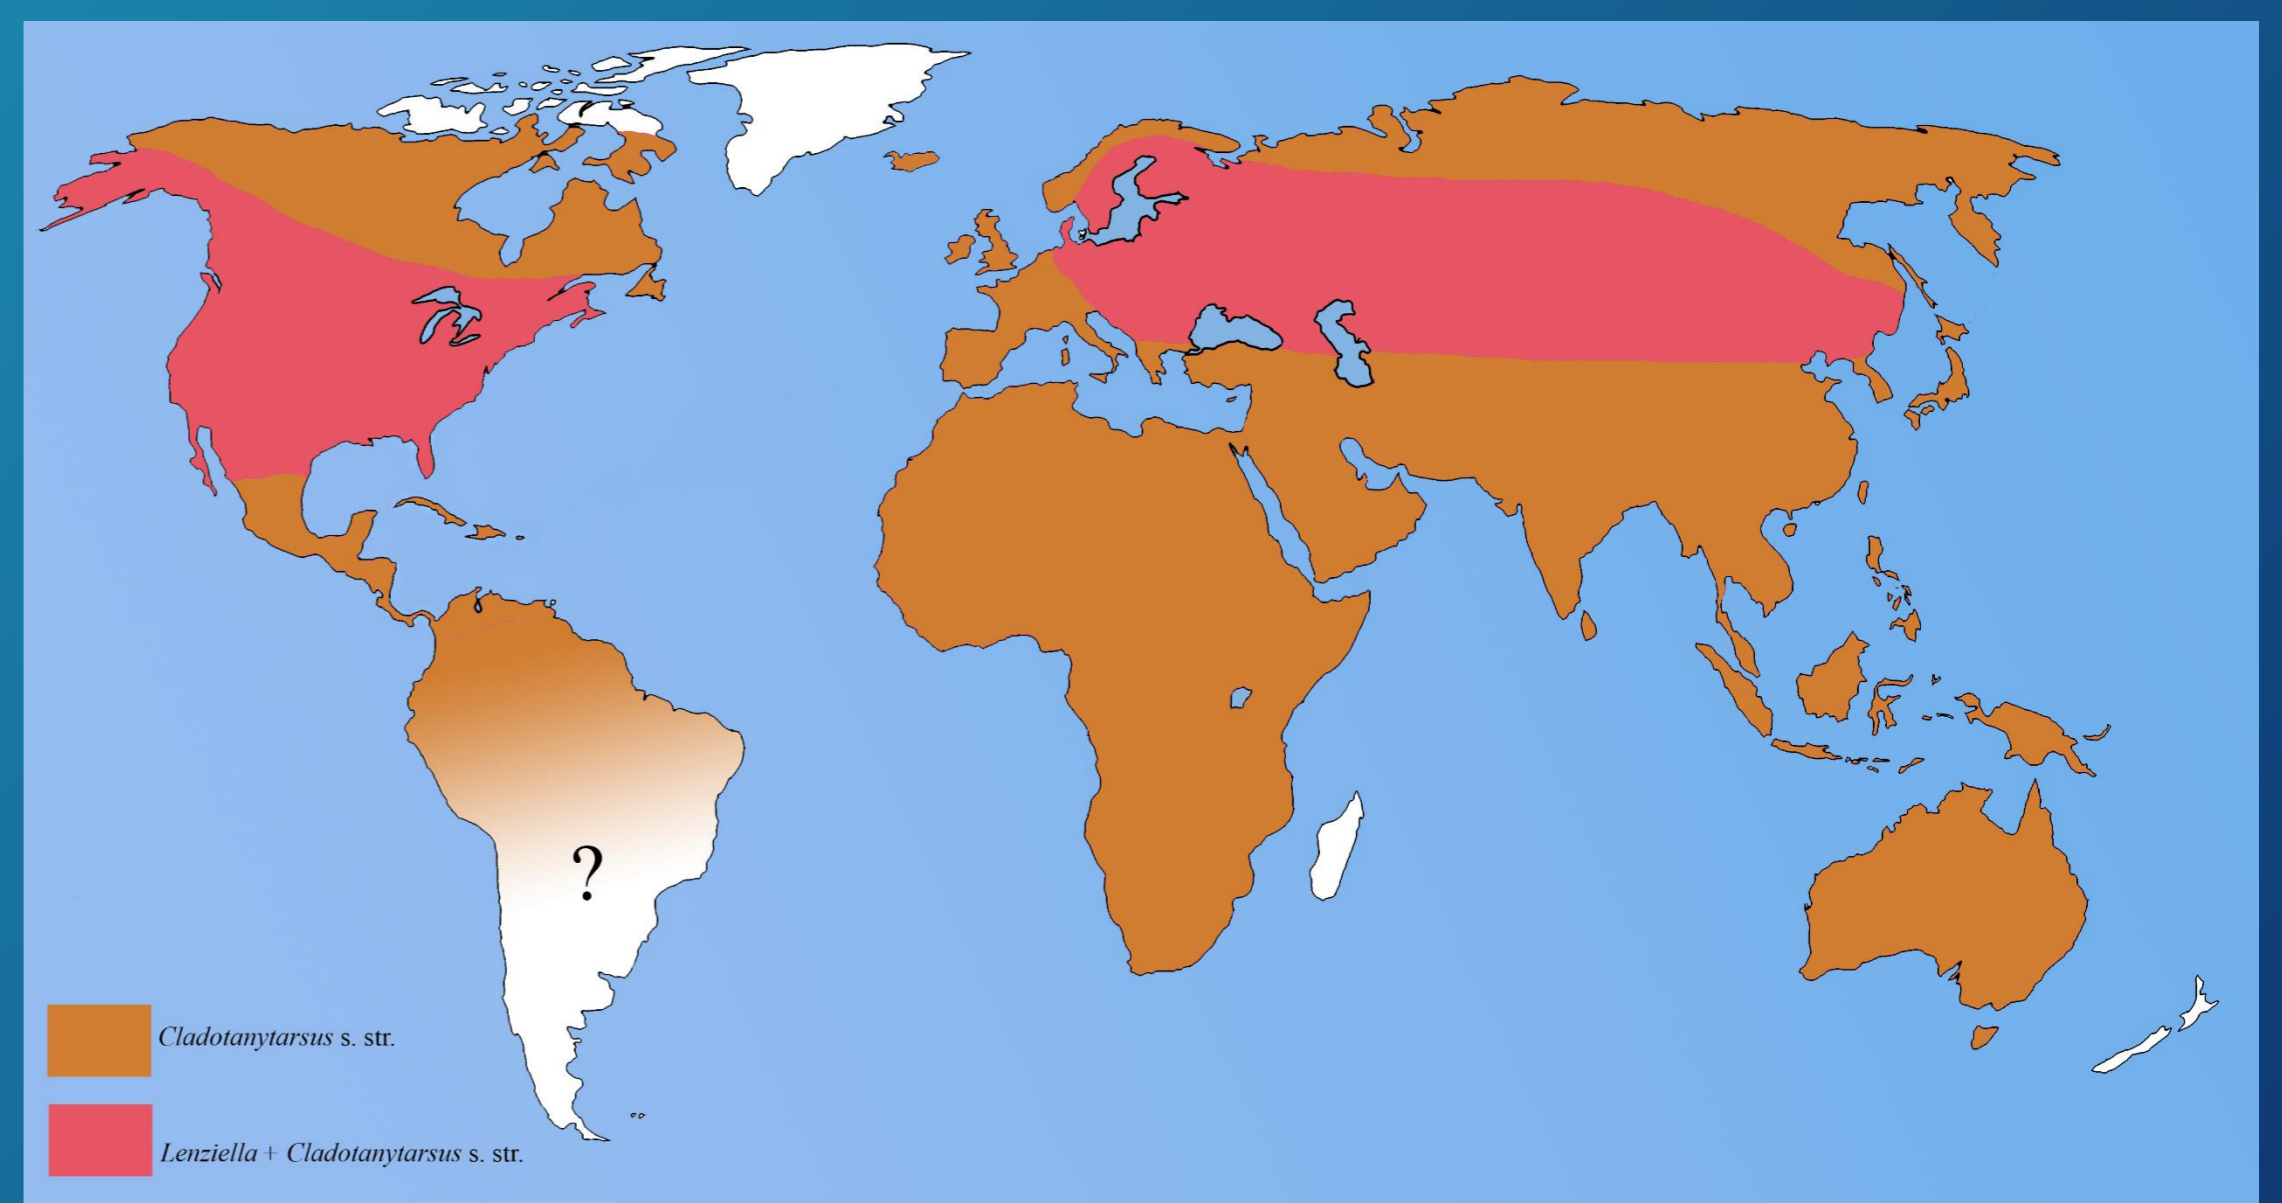 ?
Cladotanytarsus s. str.
Lenziella + Cladotanytarsus s. str.